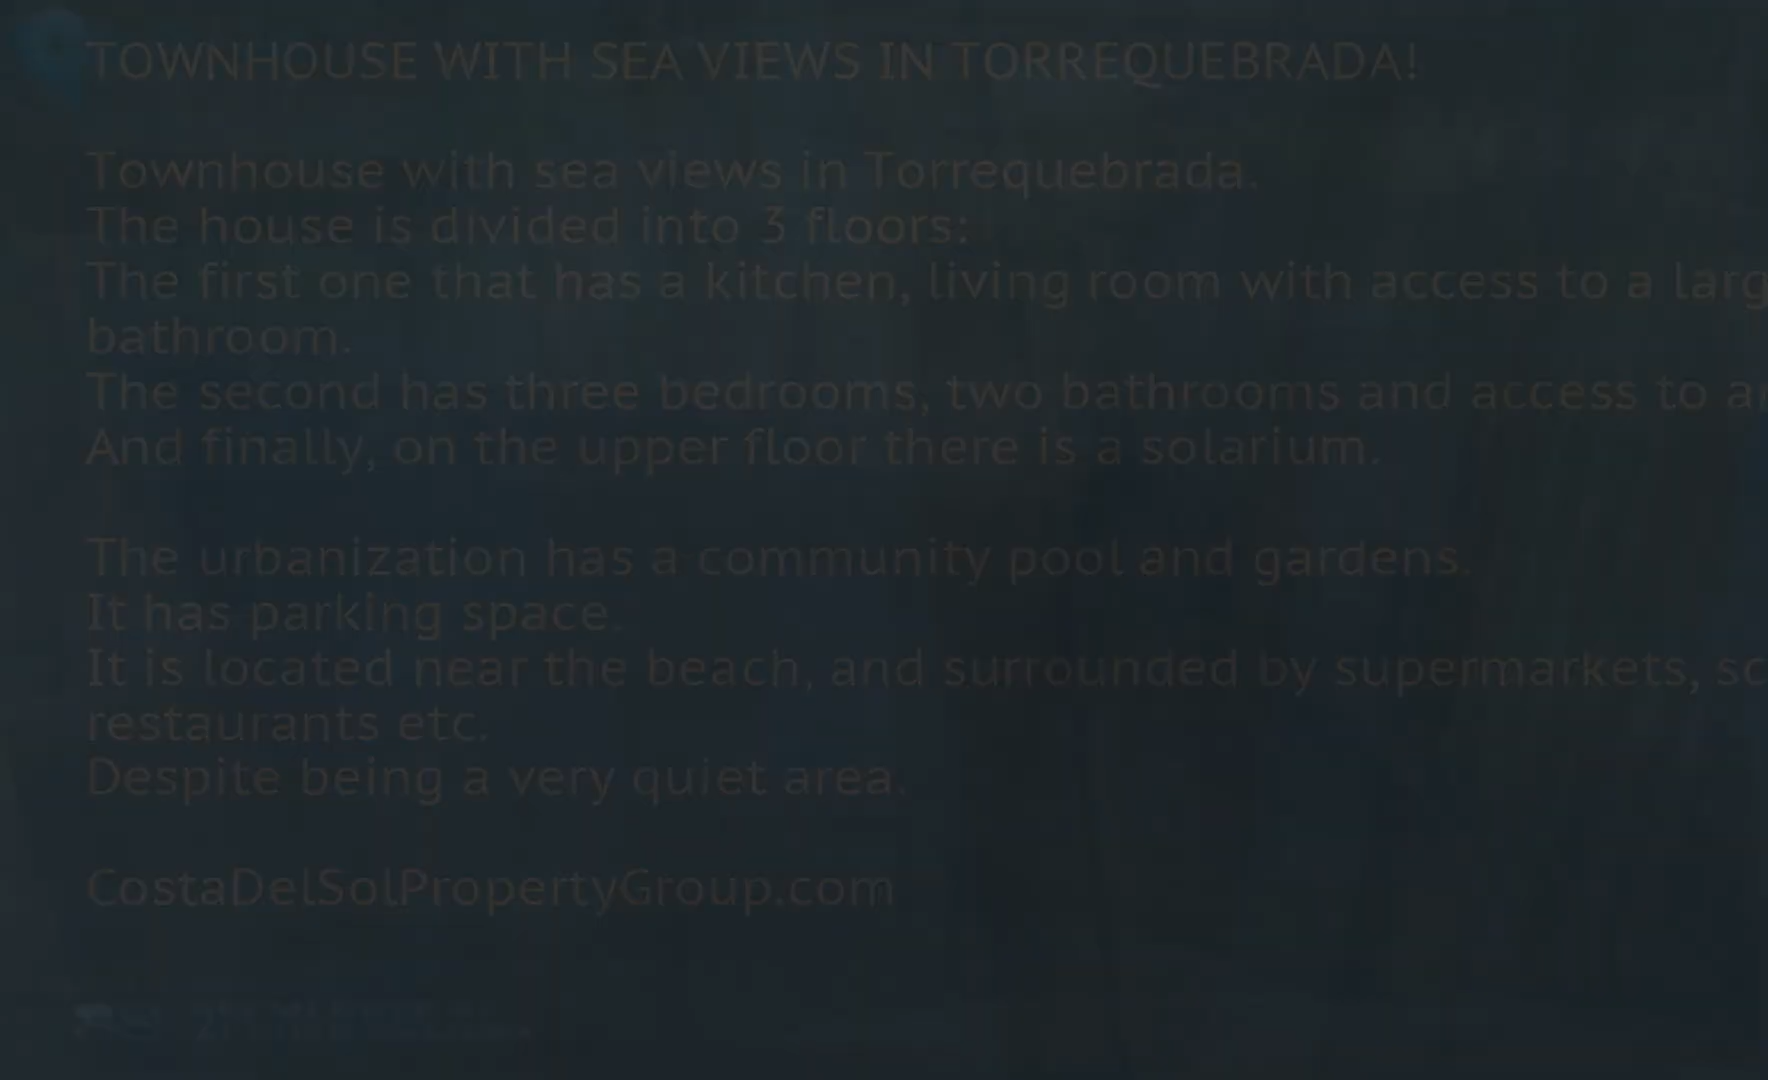 TOWNHOUSE WITH SEA VIEWS IN TORREQUEBRADA!
Townhouse with sea views in Torrequebrada.
The house is divided into 3 floors:
The first one that has a kitchen, living room with access to a
bathroom.
The second has three bedrooms, two bathrooms and access to
And finally, on the upper floor there is a solarium.
The urbanization has a community pool and gardens.
It has parking space.
It is located near the beach, and surrounded by supermarkets,
restaurants etc.
Despite being a very quiet area.
CostaDelSolPropertyGroup.com